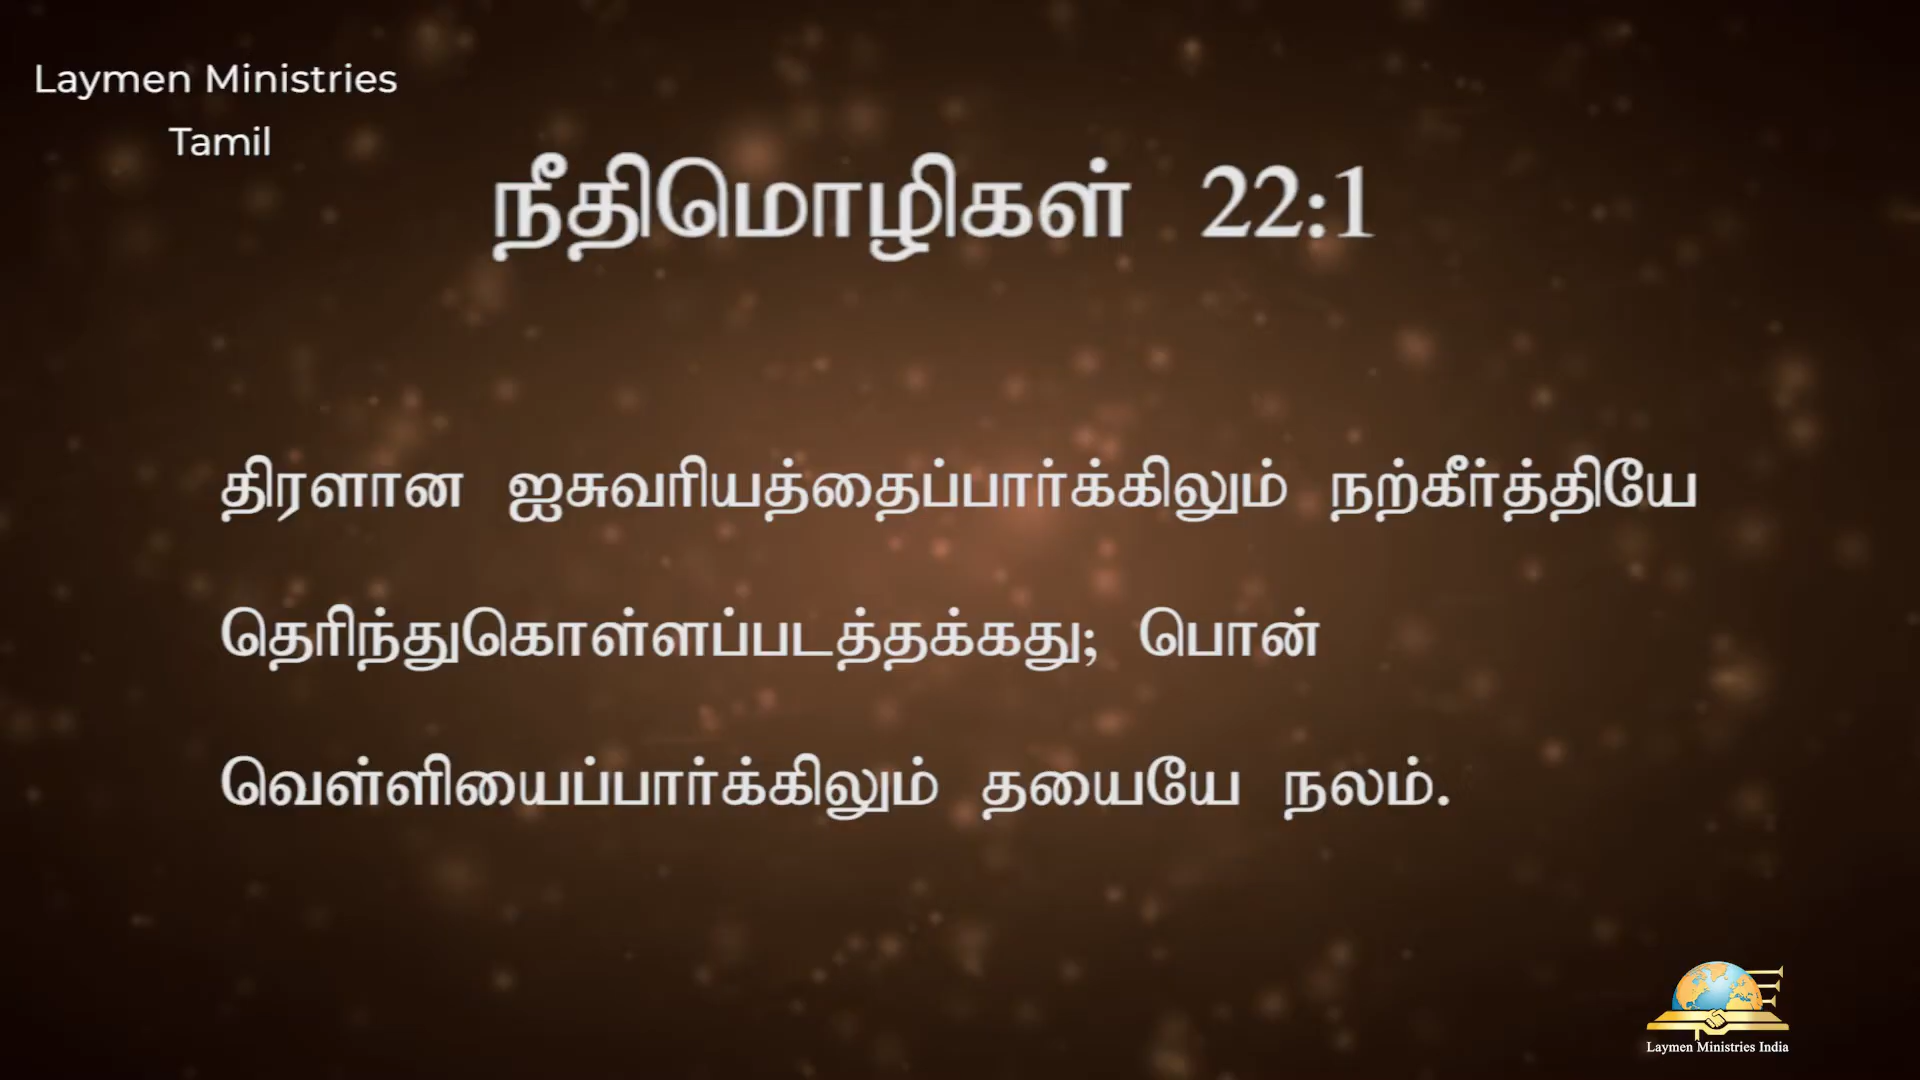 Laymen Ministries
Tamil
நீதிமொழிகள் 22:1
திரளான ஐசுவரியத்தைப்பார்க்கிலும் நற்கீர்த்தியே
தெரிந்துகொள்ளப்படத்தக்கது; பொன்
வெள்ளியைப்பார்க்கிலும் தயையே நலம்.
Laymen Ministries India